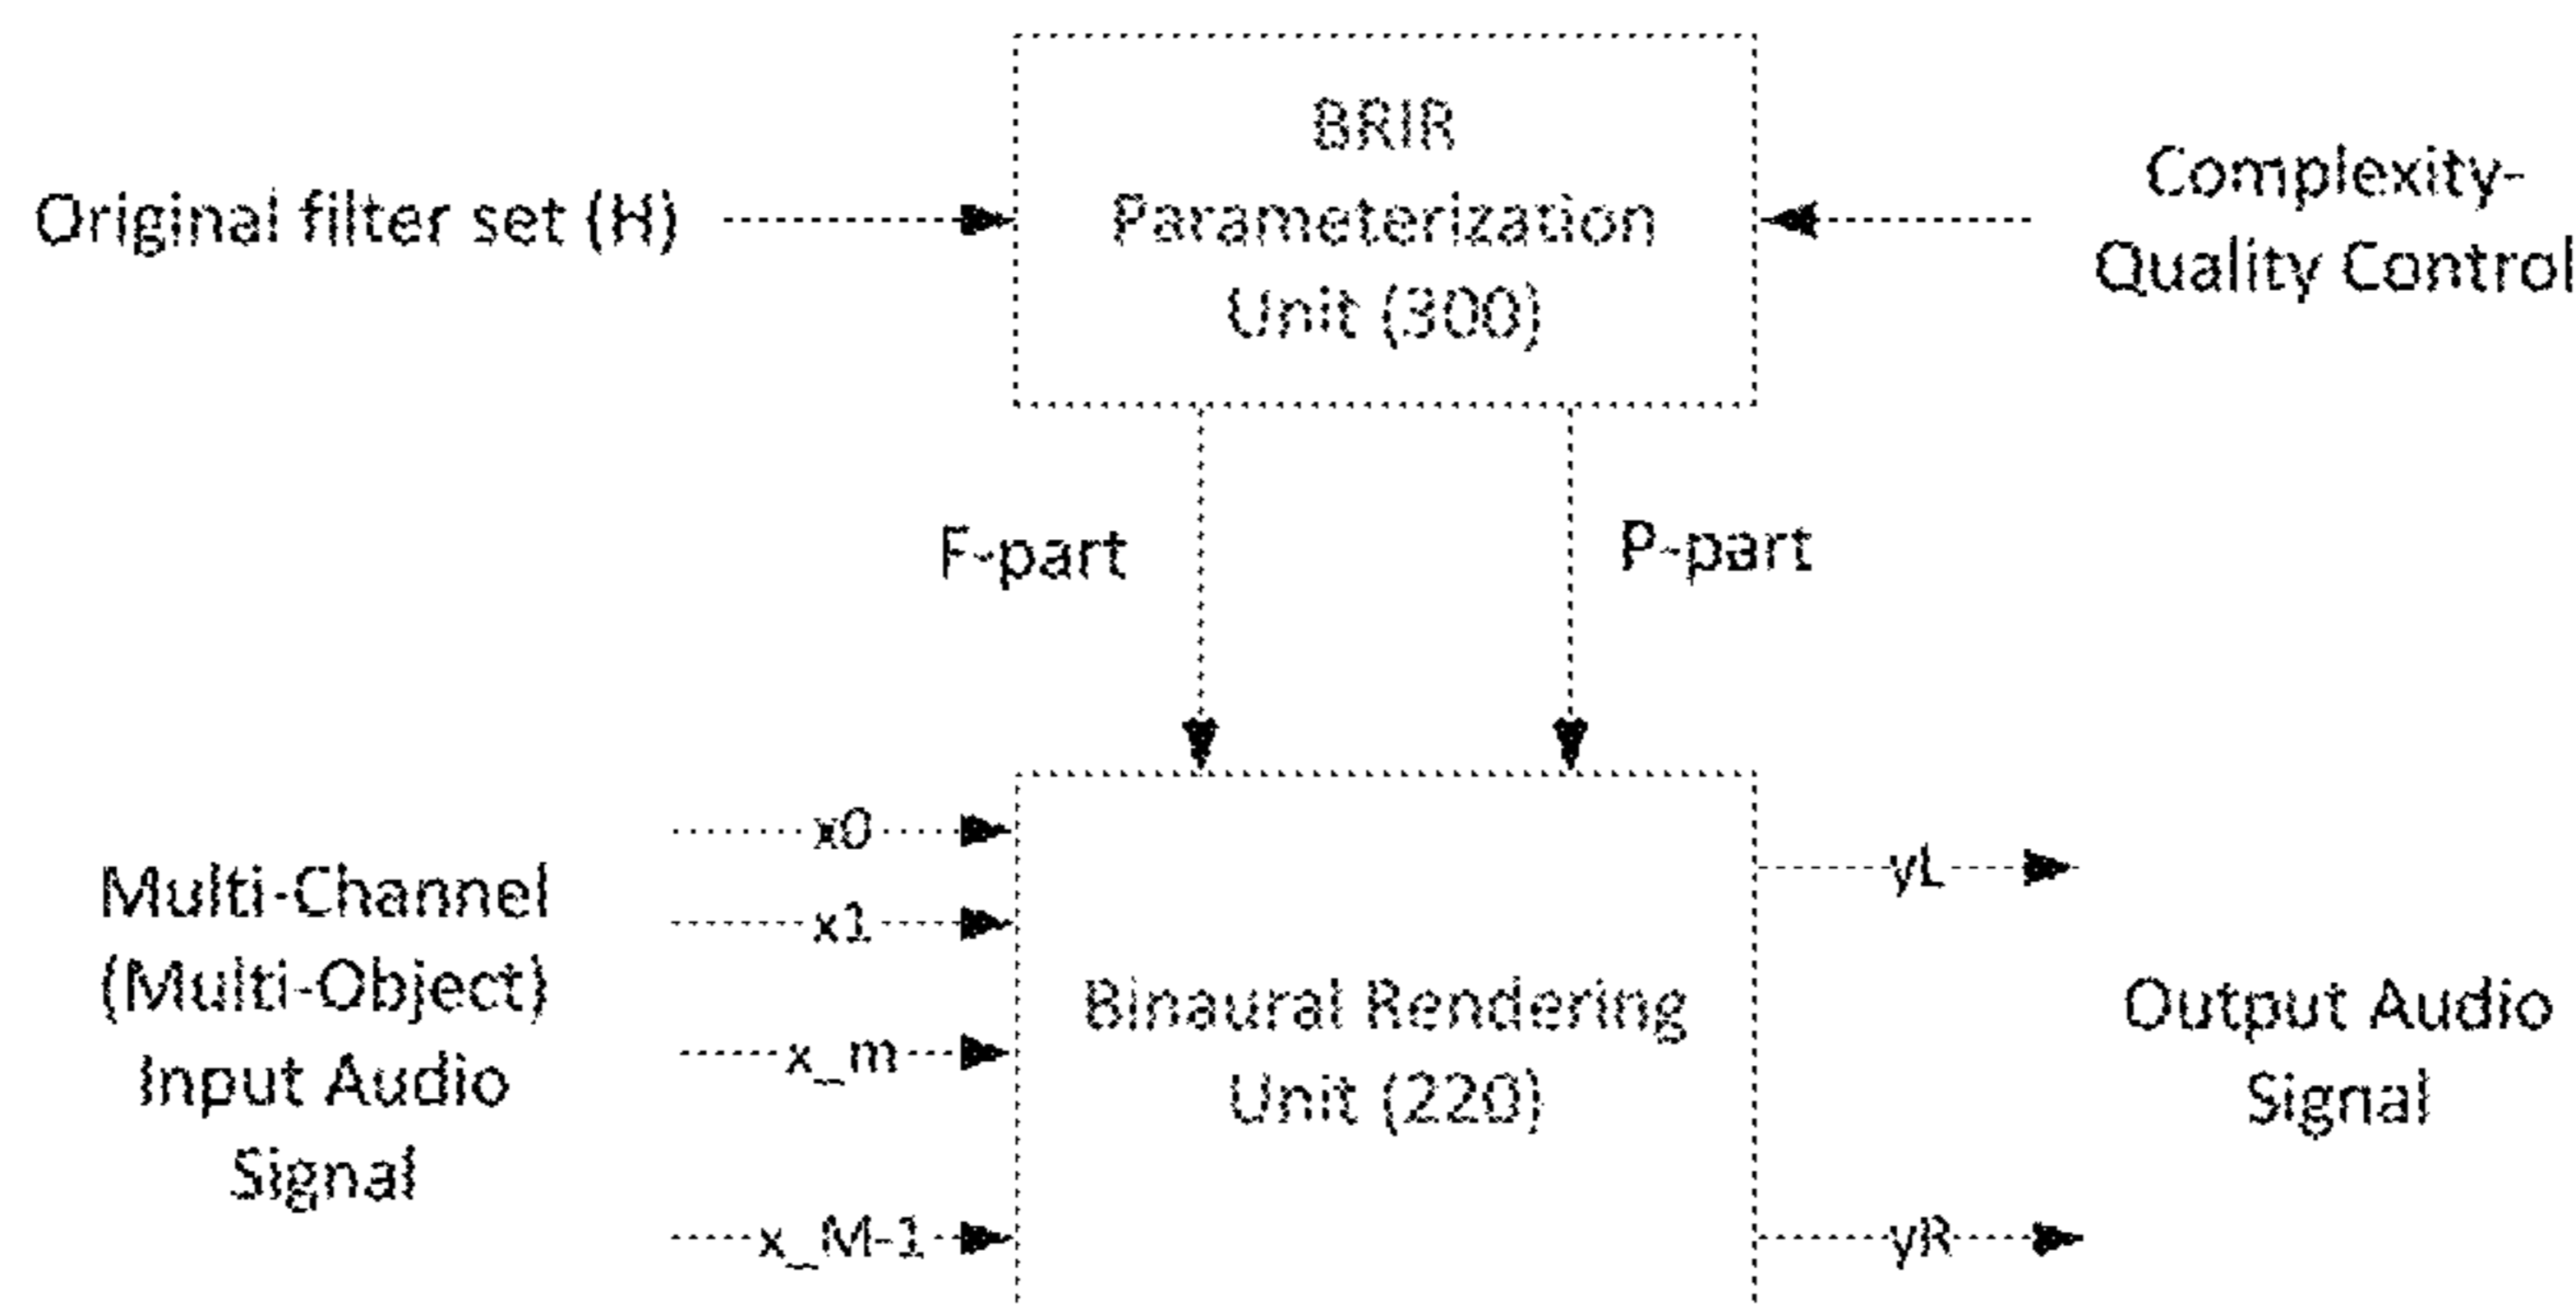 BRIR
Parameterization
Unit (300)
Original filter set (H)
Complexity-
Quality Control
F-part
P-part
Multi-Channel
(Multi-Object)
Input Audio
Signal
x0
x1
x_m
x_M-1
Binaural Rendering
Unit (220)
yL
yR
Output Audio
Signal